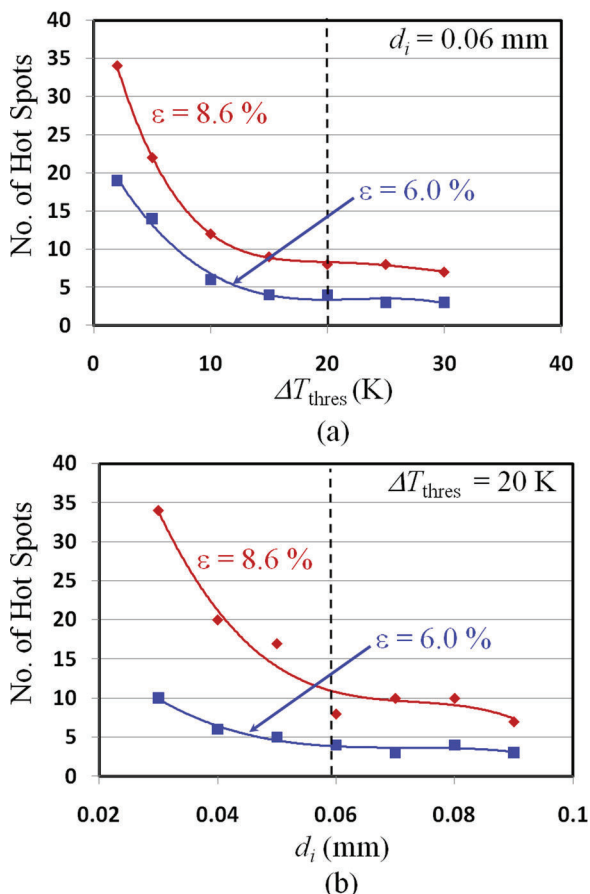 40
35
30
25
20
15
10
5
0
No. of Hot Spots
dᵢ = 0.06 mm
ε = 8.6 %
ε = 6.0 %
0 10 20 30 40
ΔT_thres (K)
(a)
40
35
30
25
20
15
10
5
0
No. of Hot Spots
ΔT_thres = 20 K
ε = 8.6 %
ε = 6.0 %
0.02 0.04 0.06 0.08 0.1
dᵢ (mm)
(b)